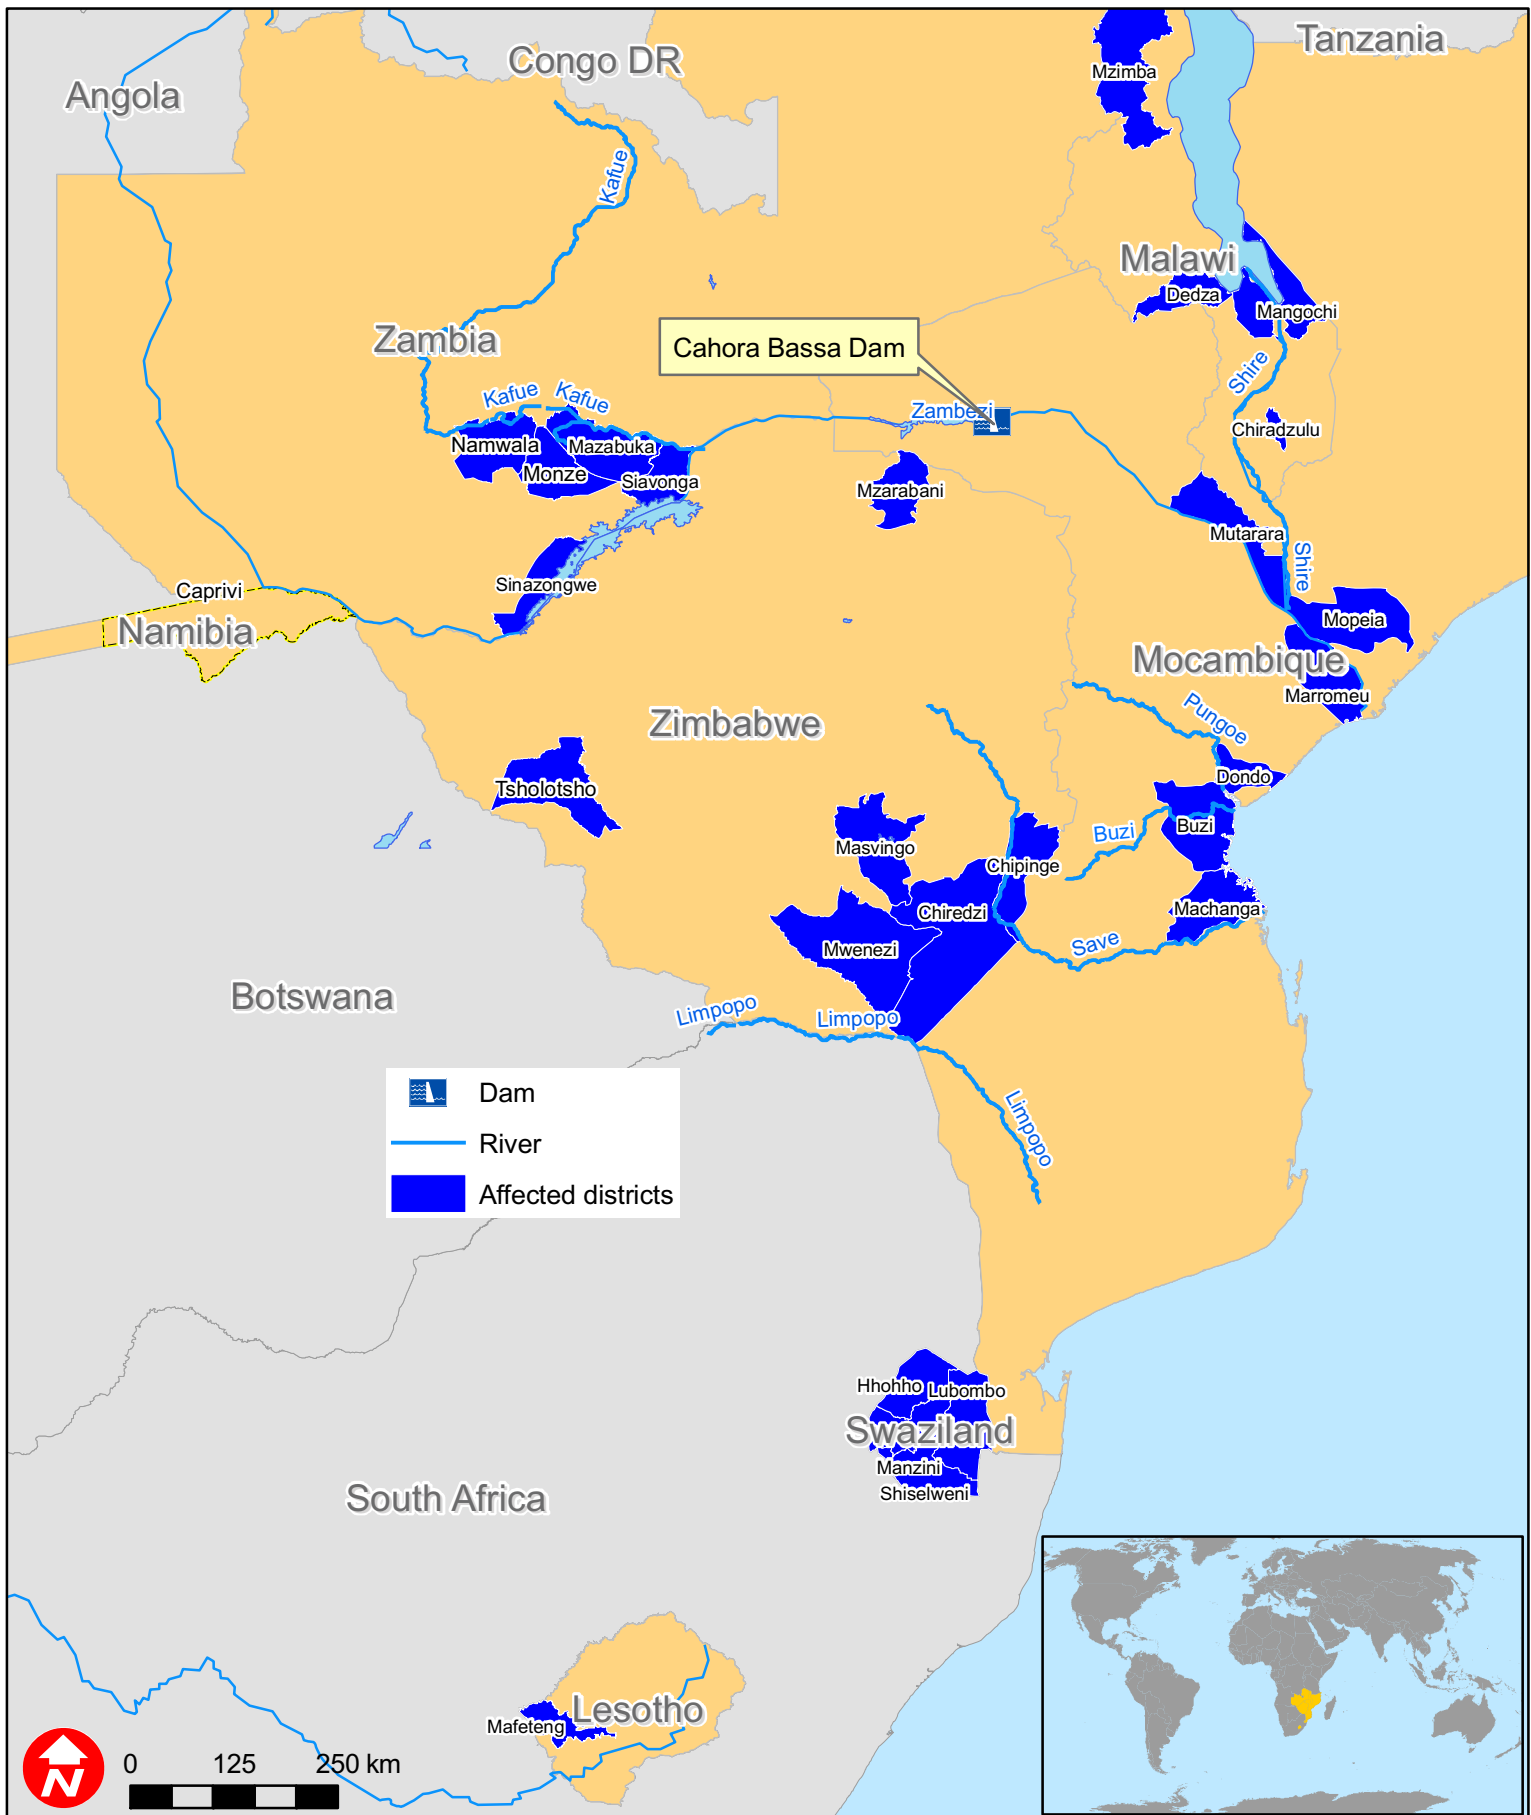 Tanzania
Congo DR
Angola
Mzimba
Kafue
Malawi
Dedza
Mangochi
Zambia
Cahora Bassa Dam
Shire
Kafue
Kafue
Zambezi
Chiradzulu
Namwala
Mazabuka
Monze
Siavonga
Mzarabani
Mutarara
Shire
Sinazongwe
Caprivi
Namibia
Mopeia
Mocambique
Marromeu
Zimbabwe
Pungoe
Dondo
Tsholotsho
Buzi
Buzi
Masvingo
Chipinge
Chiredzi
Machanga
Mwenezi
Save
Botswana
Limpopo
Limpopo
Limpopo
Dam
River
Affected districts
Hhohho
Lubombo
Swaziland
Manzini
Shiselweni
South Africa
Lesotho
Mafeteng
N
0 125 250 km